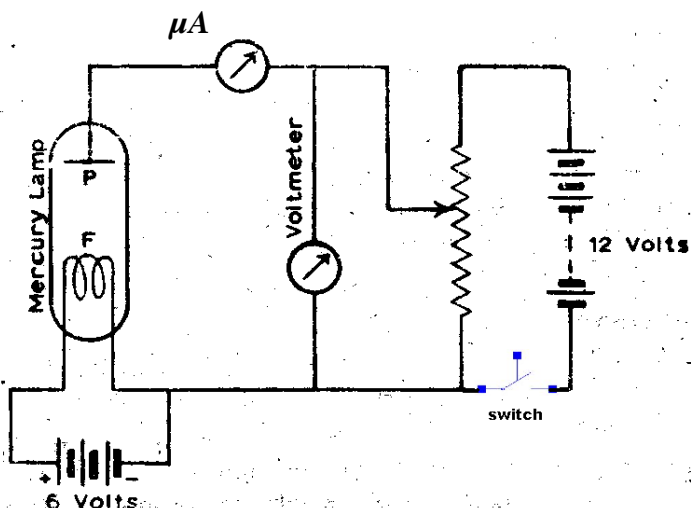 μA
Mercury Lamp
P
F
Voltmeter
12 Volts
switch
+ -
6 Volts